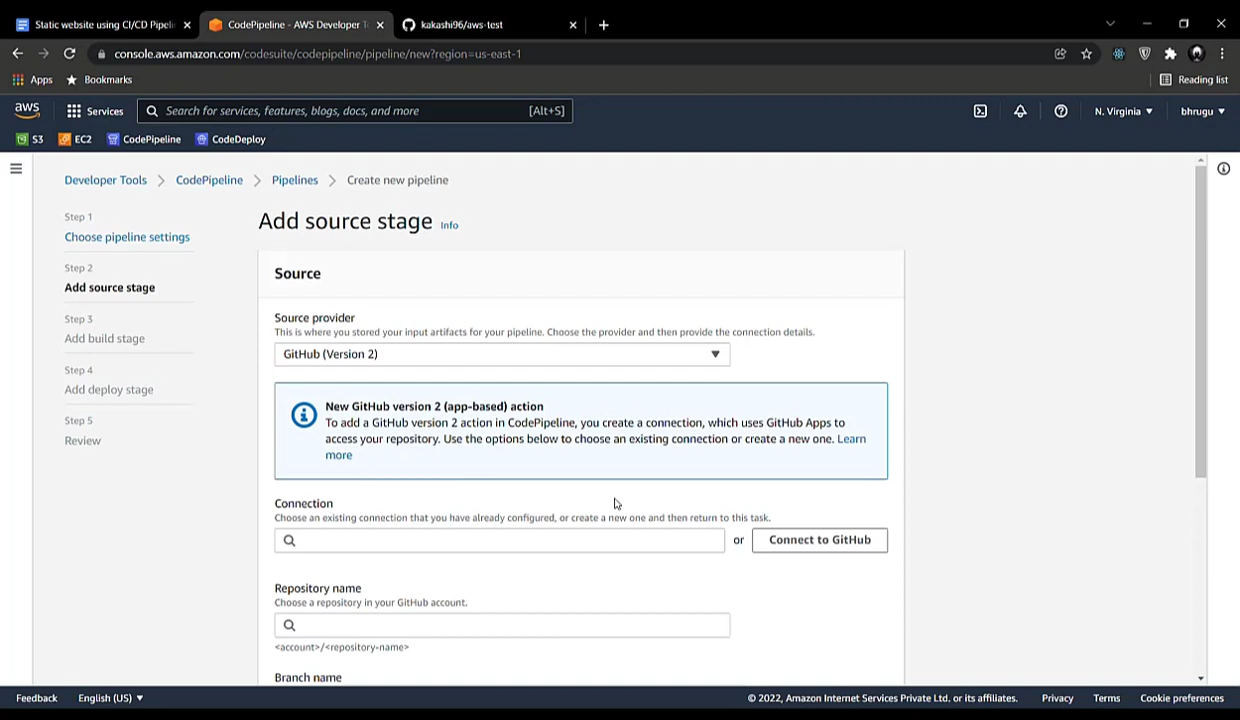 Static website using CI/CD Pipeli
CodePipeline - AWS Developer T
kakashi96/aws-test
console.aws.amazon.com/codesuite/codepipeline/pipeline/new?region=us-east-1
Apps
Bookmarks
Reading list
aws
Services
Search for services, features, blogs, docs, and more
[Alt+S]
N. Virginia
bhrugu
S3
EC2
CodePipeline
CodeDeploy
Developer Tools
CodePipeline
Pipelines
Create new pipeline
Step 1
Choose pipeline settings
Step 2
Add source stage
Step 3
Add build stage
Step 4
Add deploy stage
Step 5
Review
Add source stage Info
Source
Source provider
This is where you stored your input artifacts for your pipeline. Choose the provider and then provide the connection details.
GitHub (Version 2)
New GitHub version 2 (app-based) action
To add a GitHub version 2 action in CodePipeline, you create a connection, which uses GitHub Apps to
access your repository. Use the options below to choose an existing connection or create a new one. Learn
more
Connection
Choose an existing connection that you have already configured, or create a new one and then return to this task.
or
Connect to GitHub
Repository name
Choose a repository in your GitHub account.
<account>/<repository-name>
Branch name
Feedback
English (US)
© 2022, Amazon Internet Services Private Ltd. or its affiliates.
Privacy
Terms
Cookie preferences